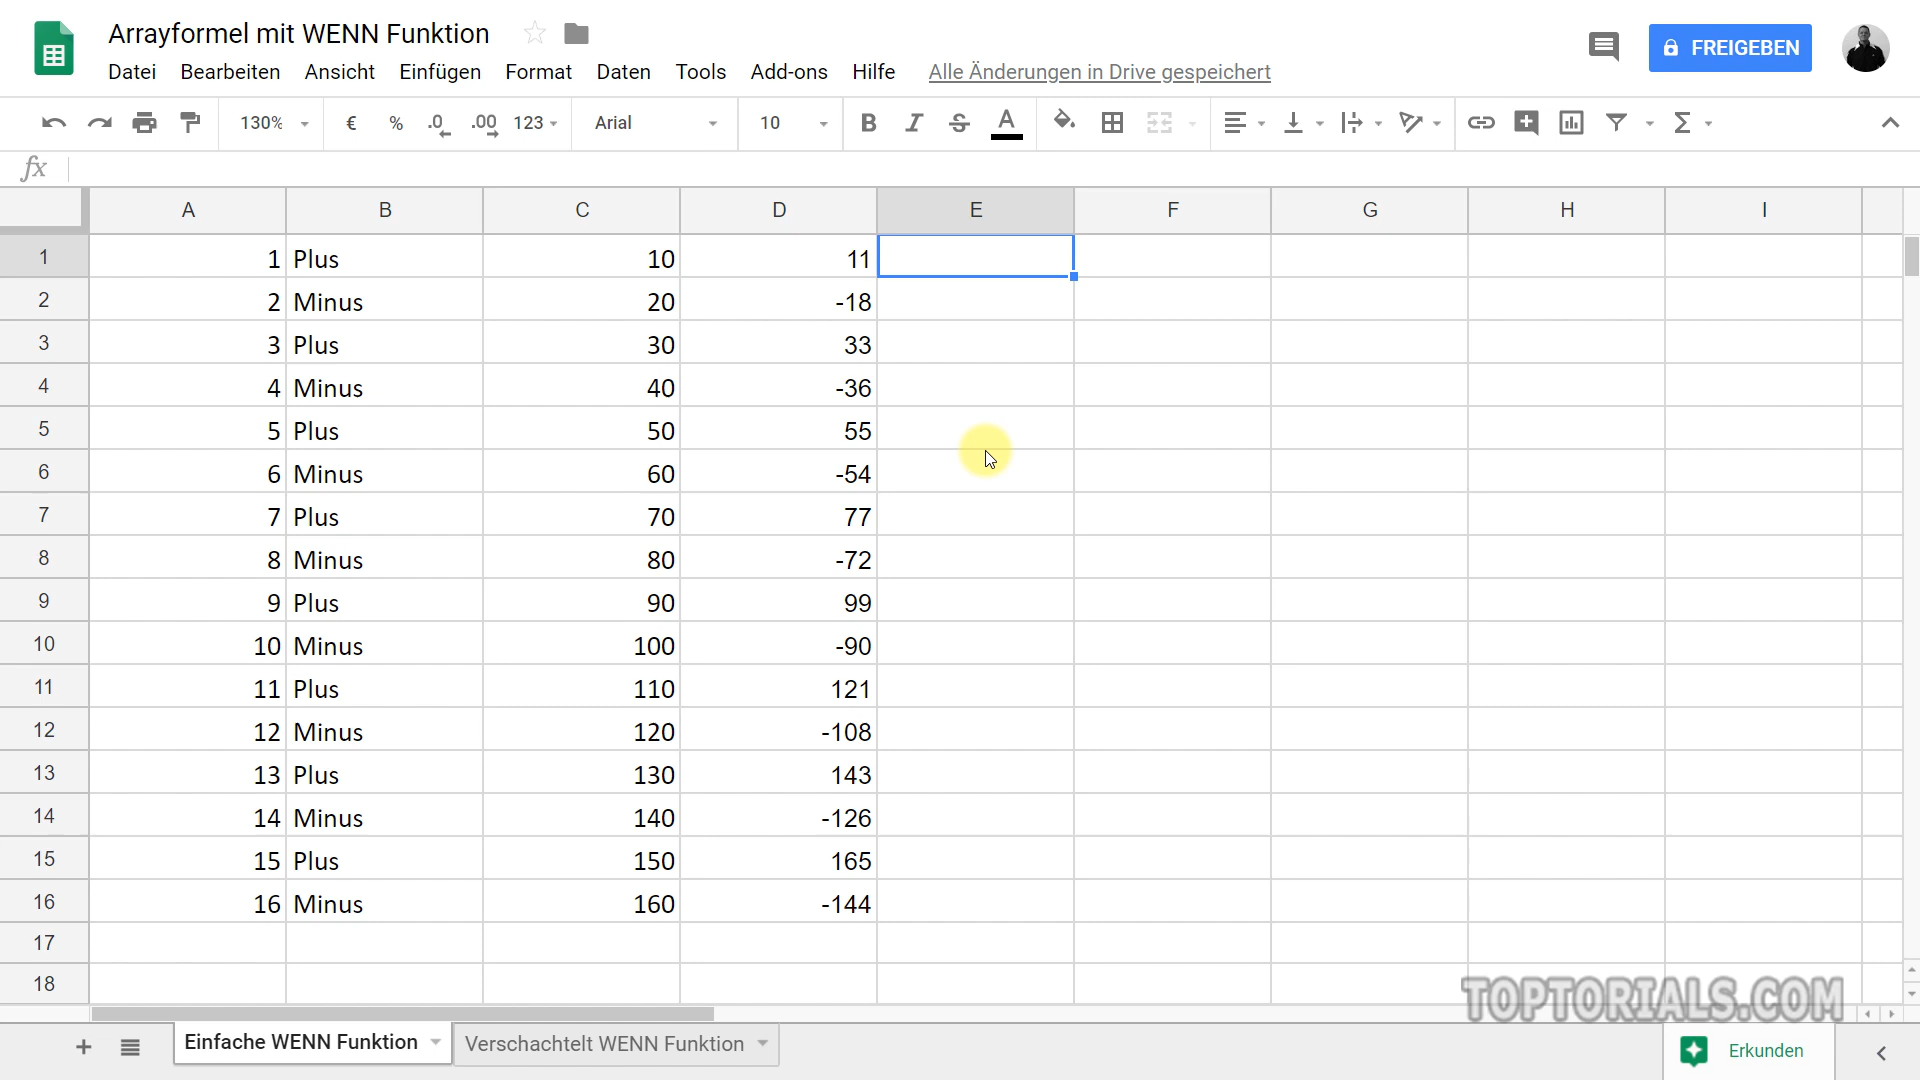 Arrayformel mit WENN Funktion
Datei Bearbeiten Ansicht Einfügen Format Daten Tools Add-ons Hilfe Alle Änderungen in Drive gespeichert
FREIGEBEN
130% € % .0 .00 123 Arial 10 B I S A Σ
fx
A B C D E F G H I
1 1 Plus 10 11
2 2 Minus 20 -18
3 3 Plus 30 33
4 4 Minus 40 -36
5 5 Plus 50 55
6 6 Minus 60 -54
7 7 Plus 70 77
8 8 Minus 80 -72
9 9 Plus 90 99
10 10 Minus 100 -90
11 11 Plus 110 121
12 12 Minus 120 -108
13 13 Plus 130 143
14 14 Minus 140 -126
15 15 Plus 150 165
16 16 Minus 160 -144
17
18
TOPTORIALS.COM
Einfache WENN Funktion Verschachtelt WENN Funktion Erkunden